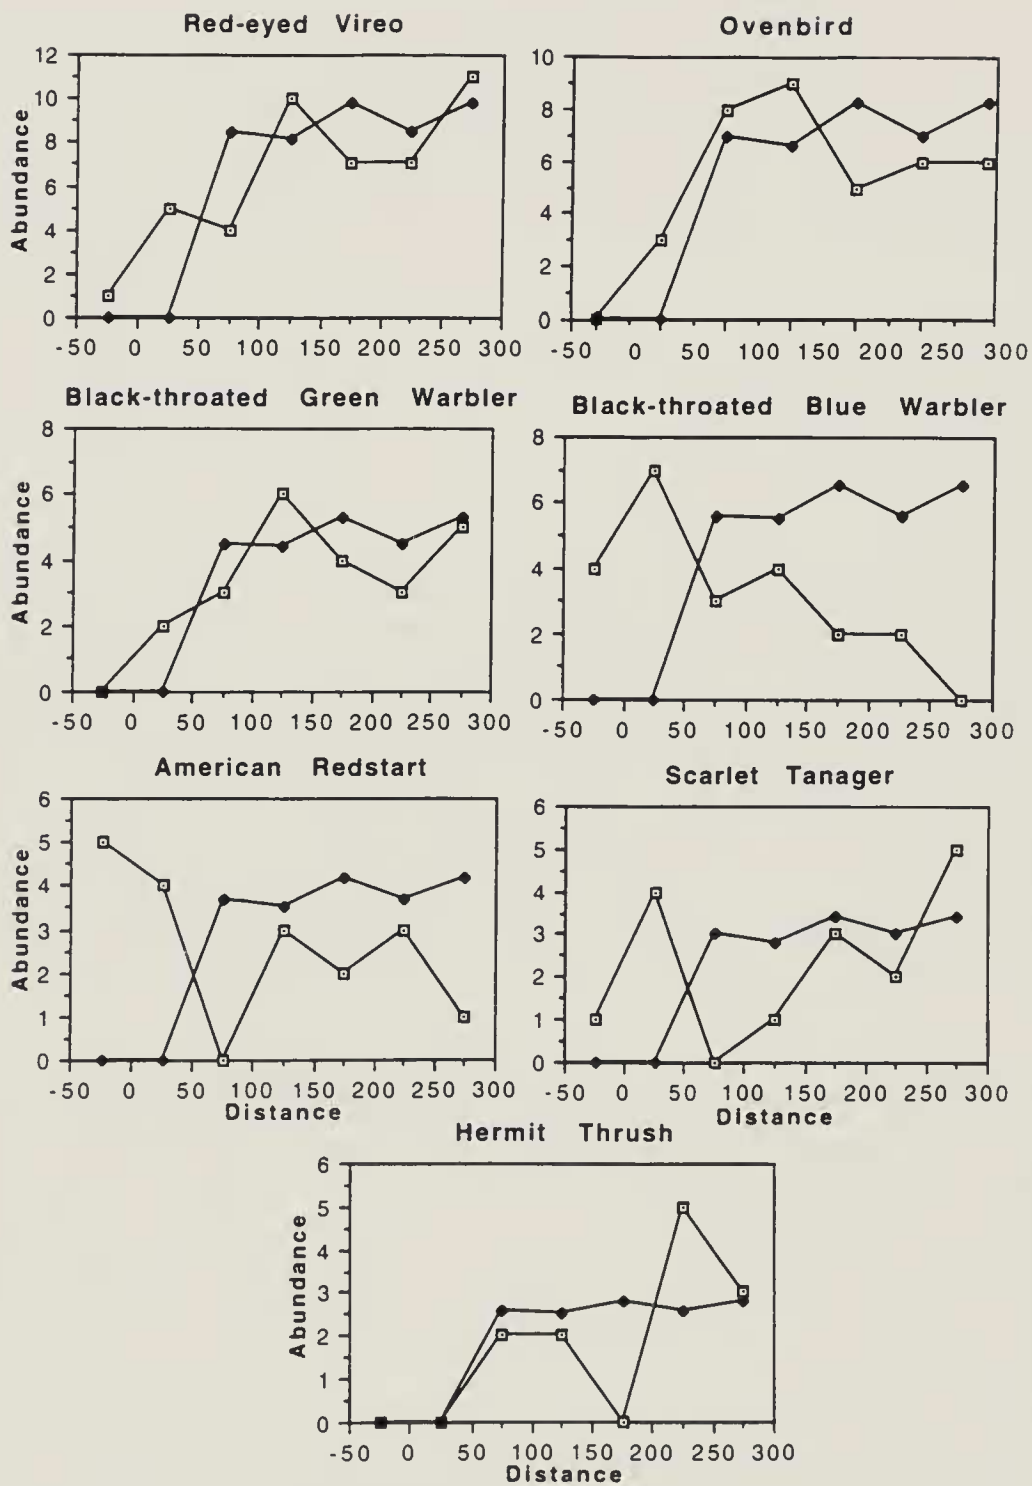 Red-eyed Vireo
12
10
8
6
4
2
0
Abundance
-50 0 50 100 150 200 250 300
Ovenbird
10
8
6
4
2
0
-50 0 50 100 150 200 250 300
Black-throated Green Warbler
8
6
4
2
0
Abundance
-50 0 50 100 150 200 250 300
Black-throated Blue Warbler
8
6
4
2
0
-50 0 50 100 150 200 250 300
American Redstart
6
5
4
3
2
1
0
Abundance
-50 0 50 100 150 200 250 300
Distance
Scarlet Tanager
6
5
4
3
2
1
0
-50 0 50 100 150 200 250 300
Distance
Hermit Thrush
6
5
4
3
2
1
0
Abundance
-50 0 50 100 150 200 250 300
Distance